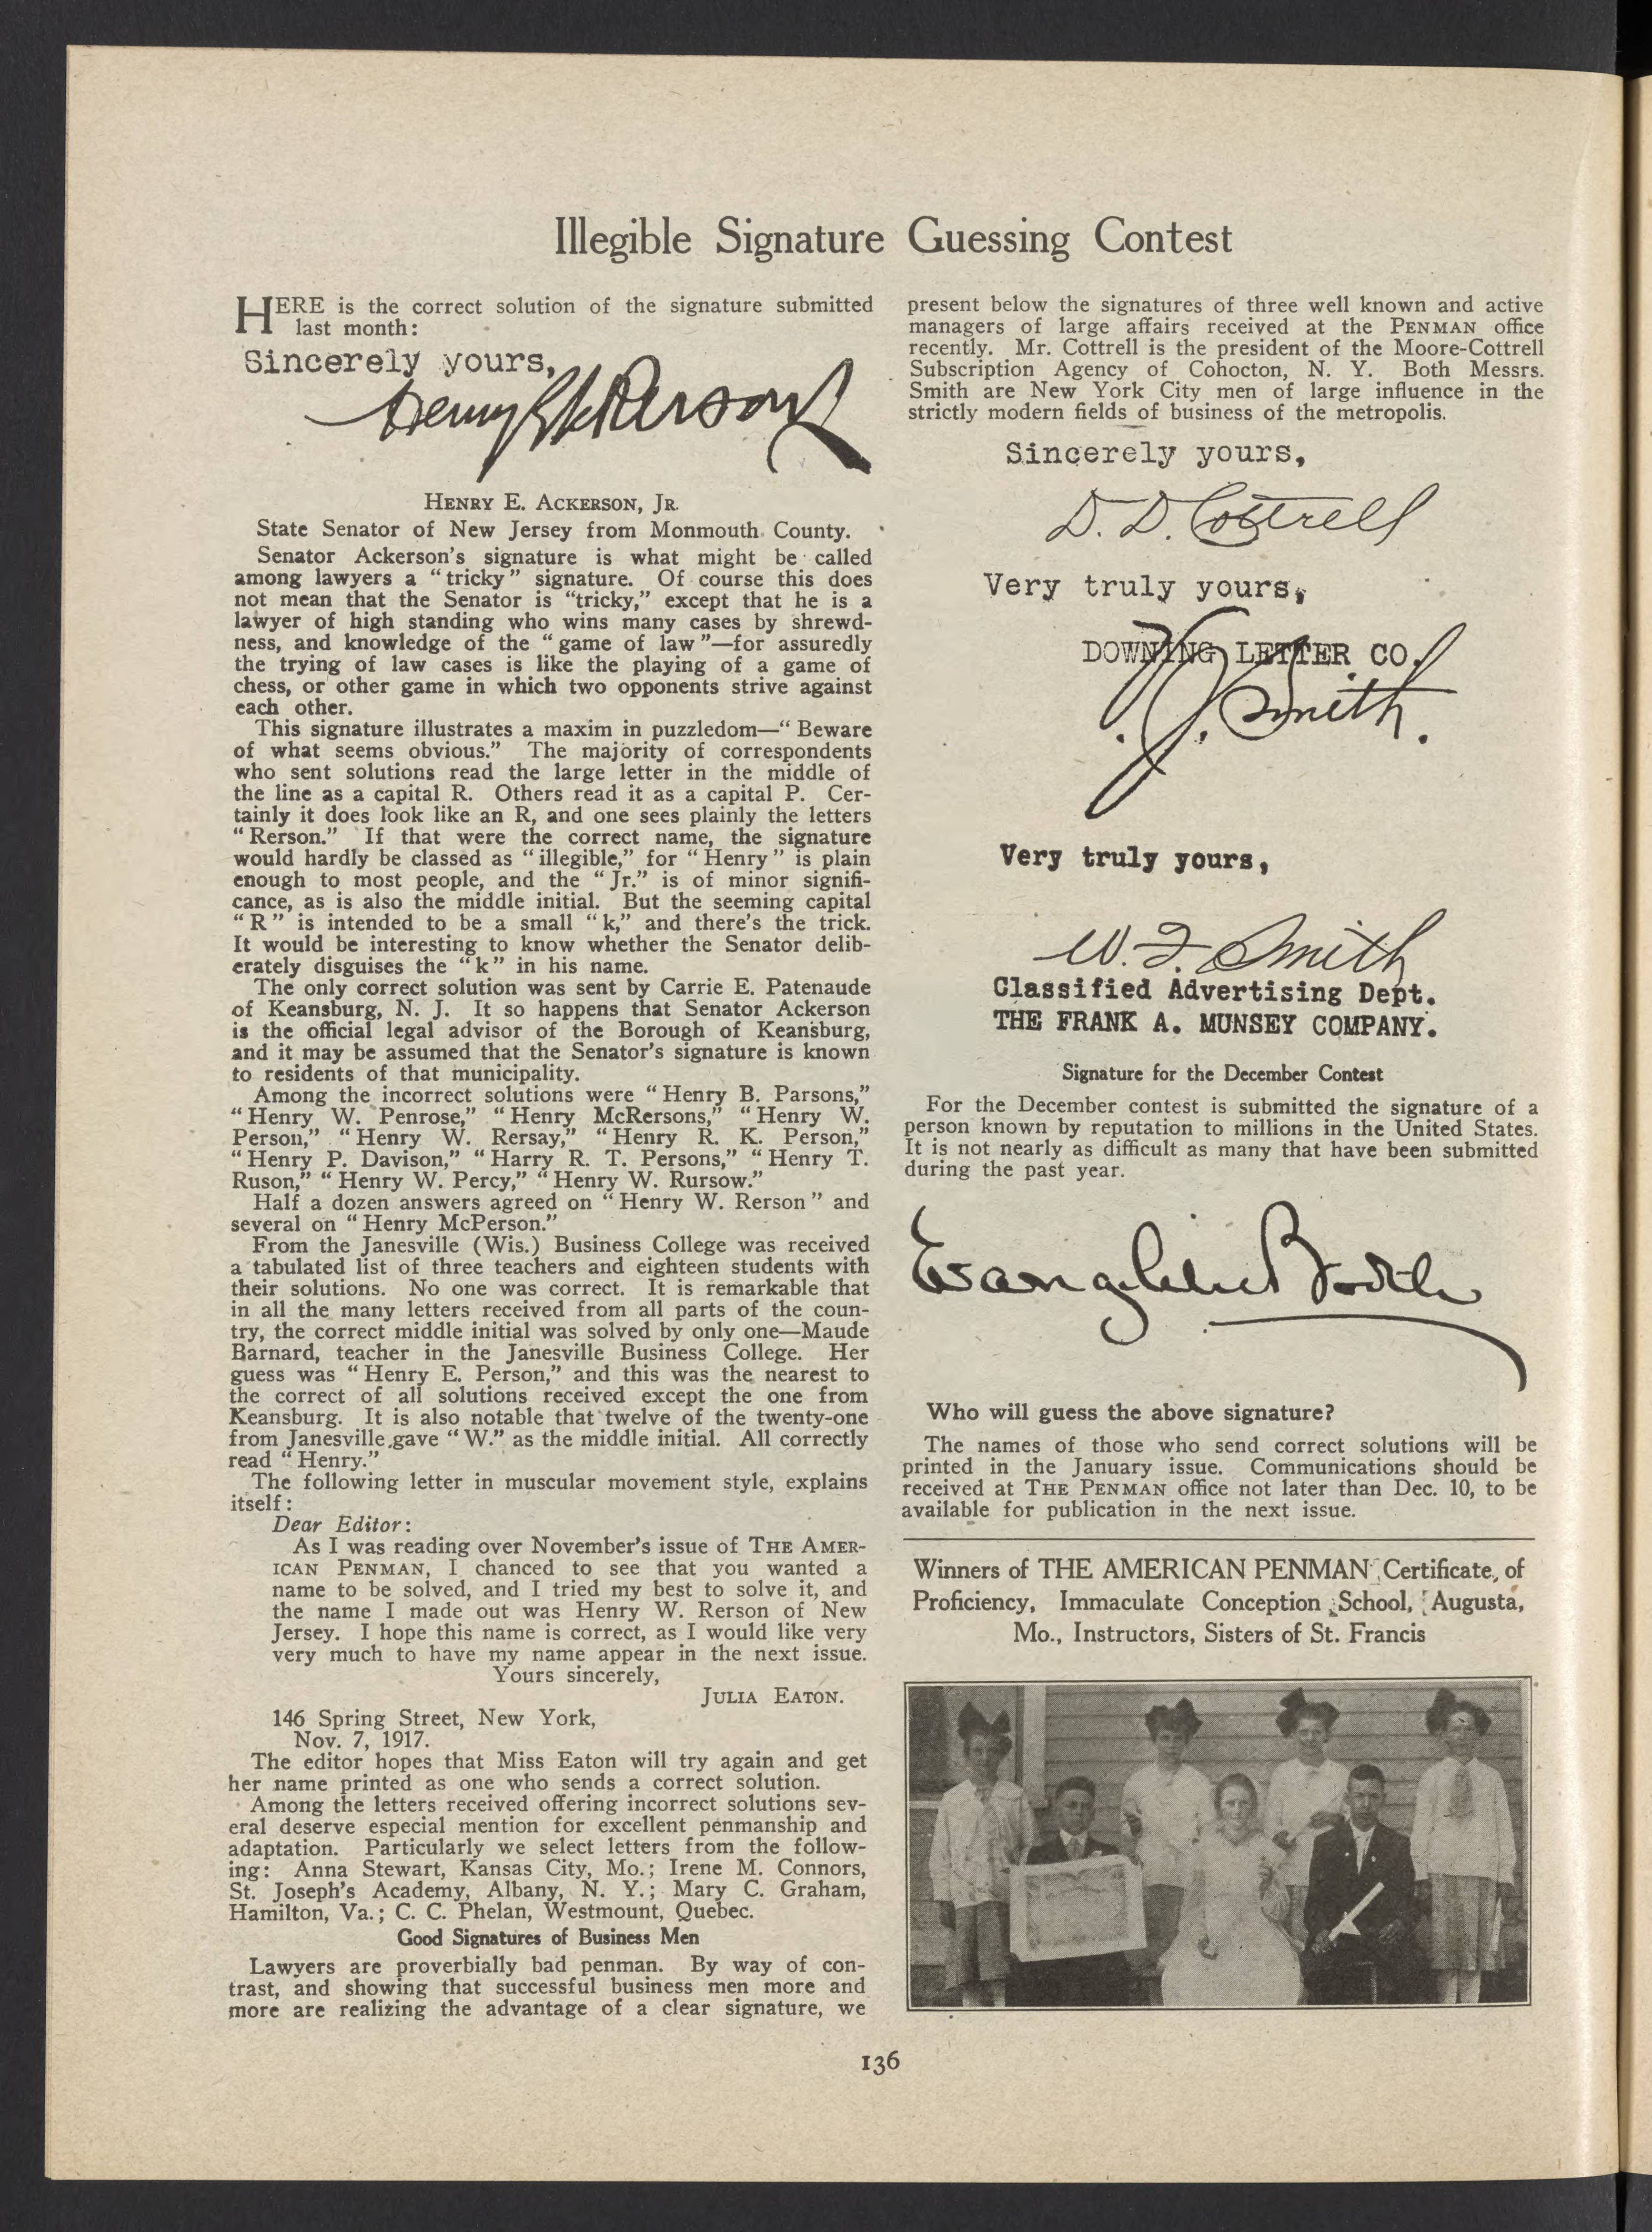 Illegible Signature Guessing Contest
HERE is the correct solution of the signature submitted
last month:
Sincerely yours,
HENRY E. ACKERSON, JR.
State Senator of New Jersey from Monmouth County.
Senator Ackerson's signature is what might be called
among lawyers a "tricky" signature. Of course this does
not mean that the Senator is "tricky," except that he is a
lawyer of high standing who wins many cases by shrewd-
ness, and knowledge of the "game of law"—for assuredly
the trying of law cases is like the playing of a game of
chess, or other game in which two opponents strive against
each other.
This signature illustrates a maxim in puzzledom—"Beware
of what seems obvious." The majority of correspondents
who sent solutions read the large letter in the middle of
the line as a capital R. Others read it as a capital P. Cer-
tainly it does look like an R, and one sees plainly the letters
"Rerson." If that were the correct name, the signature
would hardly be classed as "illegible," for "Henry" is plain
enough to most people, and the "Jr." is of minor signifi-
cance, as is also the middle initial. But the seeming capital
"R" is intended to be a small "k," and there's the trick.
It would be interesting to know whether the Senator delib-
erately disguises the "k" in his name.
The only correct solution was sent by Carrie E. Patenaude
of Keansburg, N. J. It so happens that Senator Ackerson
is the official legal advisor of the Borough of Keansburg,
and it may be assumed that the Senator's signature is known
to residents of that municipality.
Among the incorrect solutions were "Henry B. Parsons,"
"Henry W. Penrose," "Henry McRersons," "Henry W.
Person," "Henry W. Rersay," "Henry R. K. Person,"
"Henry P. Davison," "Harry R. T. Persons," "Henry T.
Ruson," "Henry W. Percy," "Henry W. Rursow."
Half a dozen answers agreed on "Henry W. Rerson" and
several on "Henry McPerson."
From the Janesville (Wis.) Business College was received
a tabulated list of three teachers and eighteen students with
their solutions. No one was correct. It is remarkable that
in all the many letters received from all parts of the coun-
try, the correct middle initial was solved by only one—Maude
Barnard, teacher in the Janesville Business College. Her
guess was "Henry E. Person," and this was the nearest to
the correct of all solutions received except the one from
Keansburg. It is also notable that twelve of the twenty-one
from Janesville gave "W." as the middle initial. All correctly
read "Henry."
The following letter in muscular movement style, explains
itself:
Dear Editor:
As I was reading over November's issue of THE AMER-
ICAN PENMAN, I chanced to see that you wanted a
name to be solved, and I tried my best to solve it, and
the name I made out was Henry W. Rerson of New
Jersey. I hope this name is correct, as I would like very
very much to have my name appear in the next issue.
Yours sincerely,
JULIA EATON.
146 Spring Street, New York,
Nov. 7, 1917.
The editor hopes that Miss Eaton will try again and get
her name printed as one who sends a correct solution.
Among the letters received offering incorrect solutions sev-
eral deserve especial mention for excellent penmanship and
adaptation. Particularly we select letters from the follow-
ing: Anna Stewart, Kansas City, Mo.; Irene M. Connors,
St. Joseph's Academy, Albany, N. Y.; Mary C. Graham,
Hamilton, Va.; C. C. Phelan, Westmount, Quebec.
Good Signatures of Business Men
Lawyers are proverbially bad penman. By way of con-
trast, and showing that successful business men more and
more are realizing the advantage of a clear signature, we
present below the signatures of three well known and active
managers of large affairs received at the PENMAN office
recently. Mr. Cottrell is the president of the Moore-Cottrell
Subscription Agency of Cohocton, N. Y. Both Messrs.
Smith are New York City men of large influence in the
strictly modern fields of business of the metropolis.
Sincerely yours,
D. D. Cottrell
Very truly yours,
DOWNING LETTER CO.
J. Smith.
Very truly yours,
W. F. Smith
Classified Advertising Dept.
THE FRANK A. MUNSEY COMPANY.
Signature for the December Contest
For the December contest is submitted the signature of a
person known by reputation to millions in the United States.
It is not nearly as difficult as many that have been submitted
during the past year.
Evangeline Booth
Who will guess the above signature?
The names of those who send correct solutions will be
printed in the January issue. Communications should be
received at THE PENMAN office not later than Dec. 10, to be
available for publication in the next issue.
Winners of THE AMERICAN PENMAN Certificate of
Proficiency, Immaculate Conception School, Augusta,
Mo., Instructors, Sisters of St. Francis
136